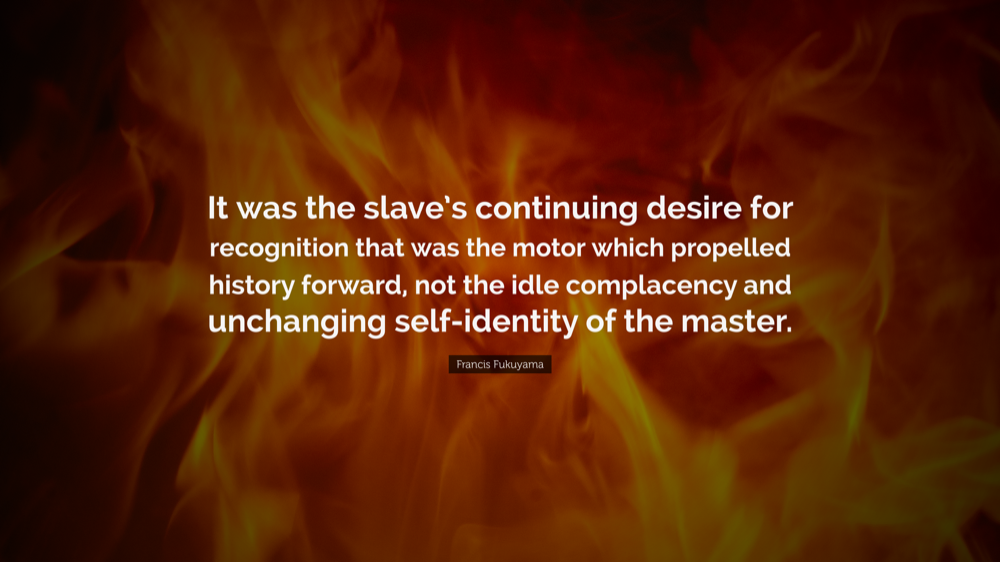 It was the slave’s continuing desire for
recognition that was the motor which propelled
history forward, not the idle complacency and
unchanging self-identity of the master.
Francis Fukuyama